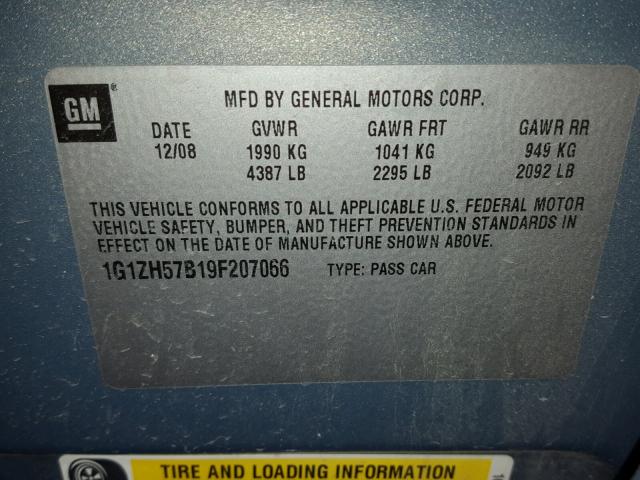 GM®
MFD BY GENERAL MOTORS CORP.
DATE GVWR GAWR FRT GAWR RR
12/08 1990 KG 1041 KG 949 KG
4387 LB 2295 LB 2092 LB
THIS VEHICLE CONFORMS TO ALL APPLICABLE U.S. FEDERAL MOTOR
VEHICLE SAFETY, BUMPER, AND THEFT PREVENTION STANDARDS IN
EFFECT ON THE DATE OF MANUFACTURE SHOWN ABOVE.
1G1ZH57B19F207066 TYPE: PASS CAR
TIRE AND LOADING INFORMATION